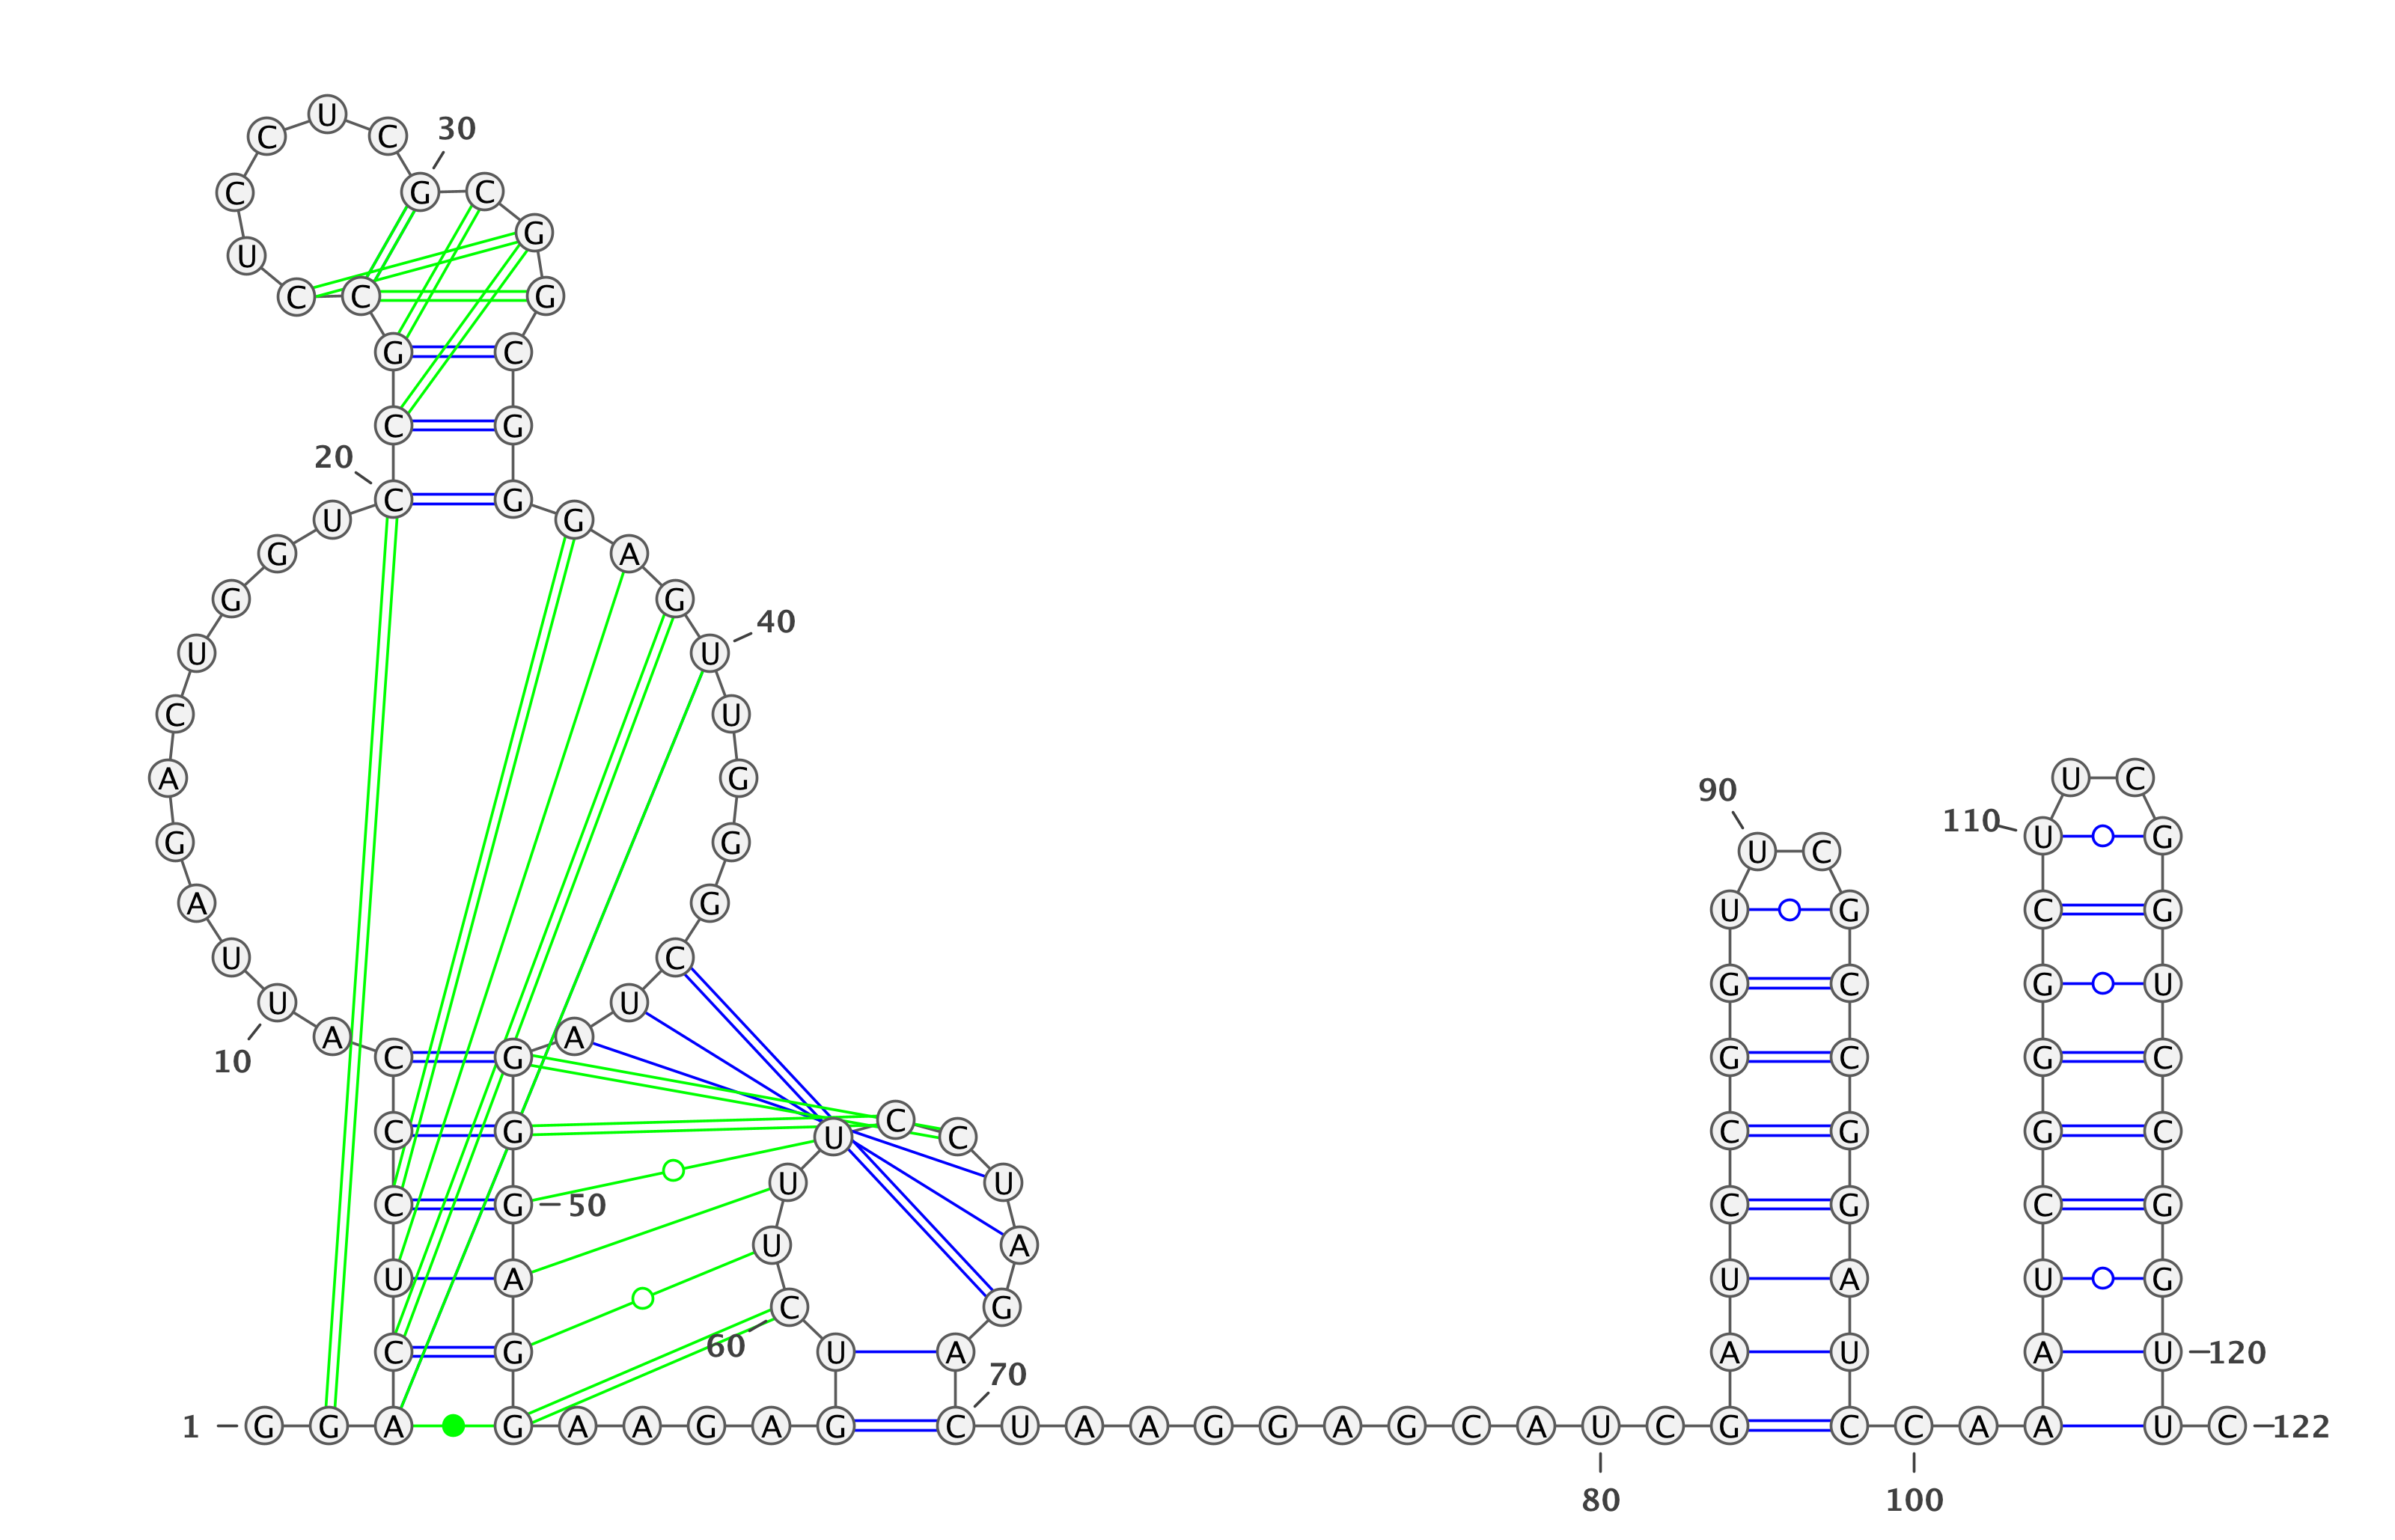 U
30
C C
C G C
G
U
C C G
G C
C G
20
C G
U G
G A
G G
40
U U
C U
A G U C
90
110
U G
G G
U C
A G
U G C G
U C
G C G U
U U
A A
C G G C G C
10
C
C G U C C G G C
U U
C G 50 C G C G
U A
U A U A U G
C G
60
C G U A A U A U 120
70
1 G G A G A A G A G C U A A G G A G C A U C G C C A A U C 122
80 100